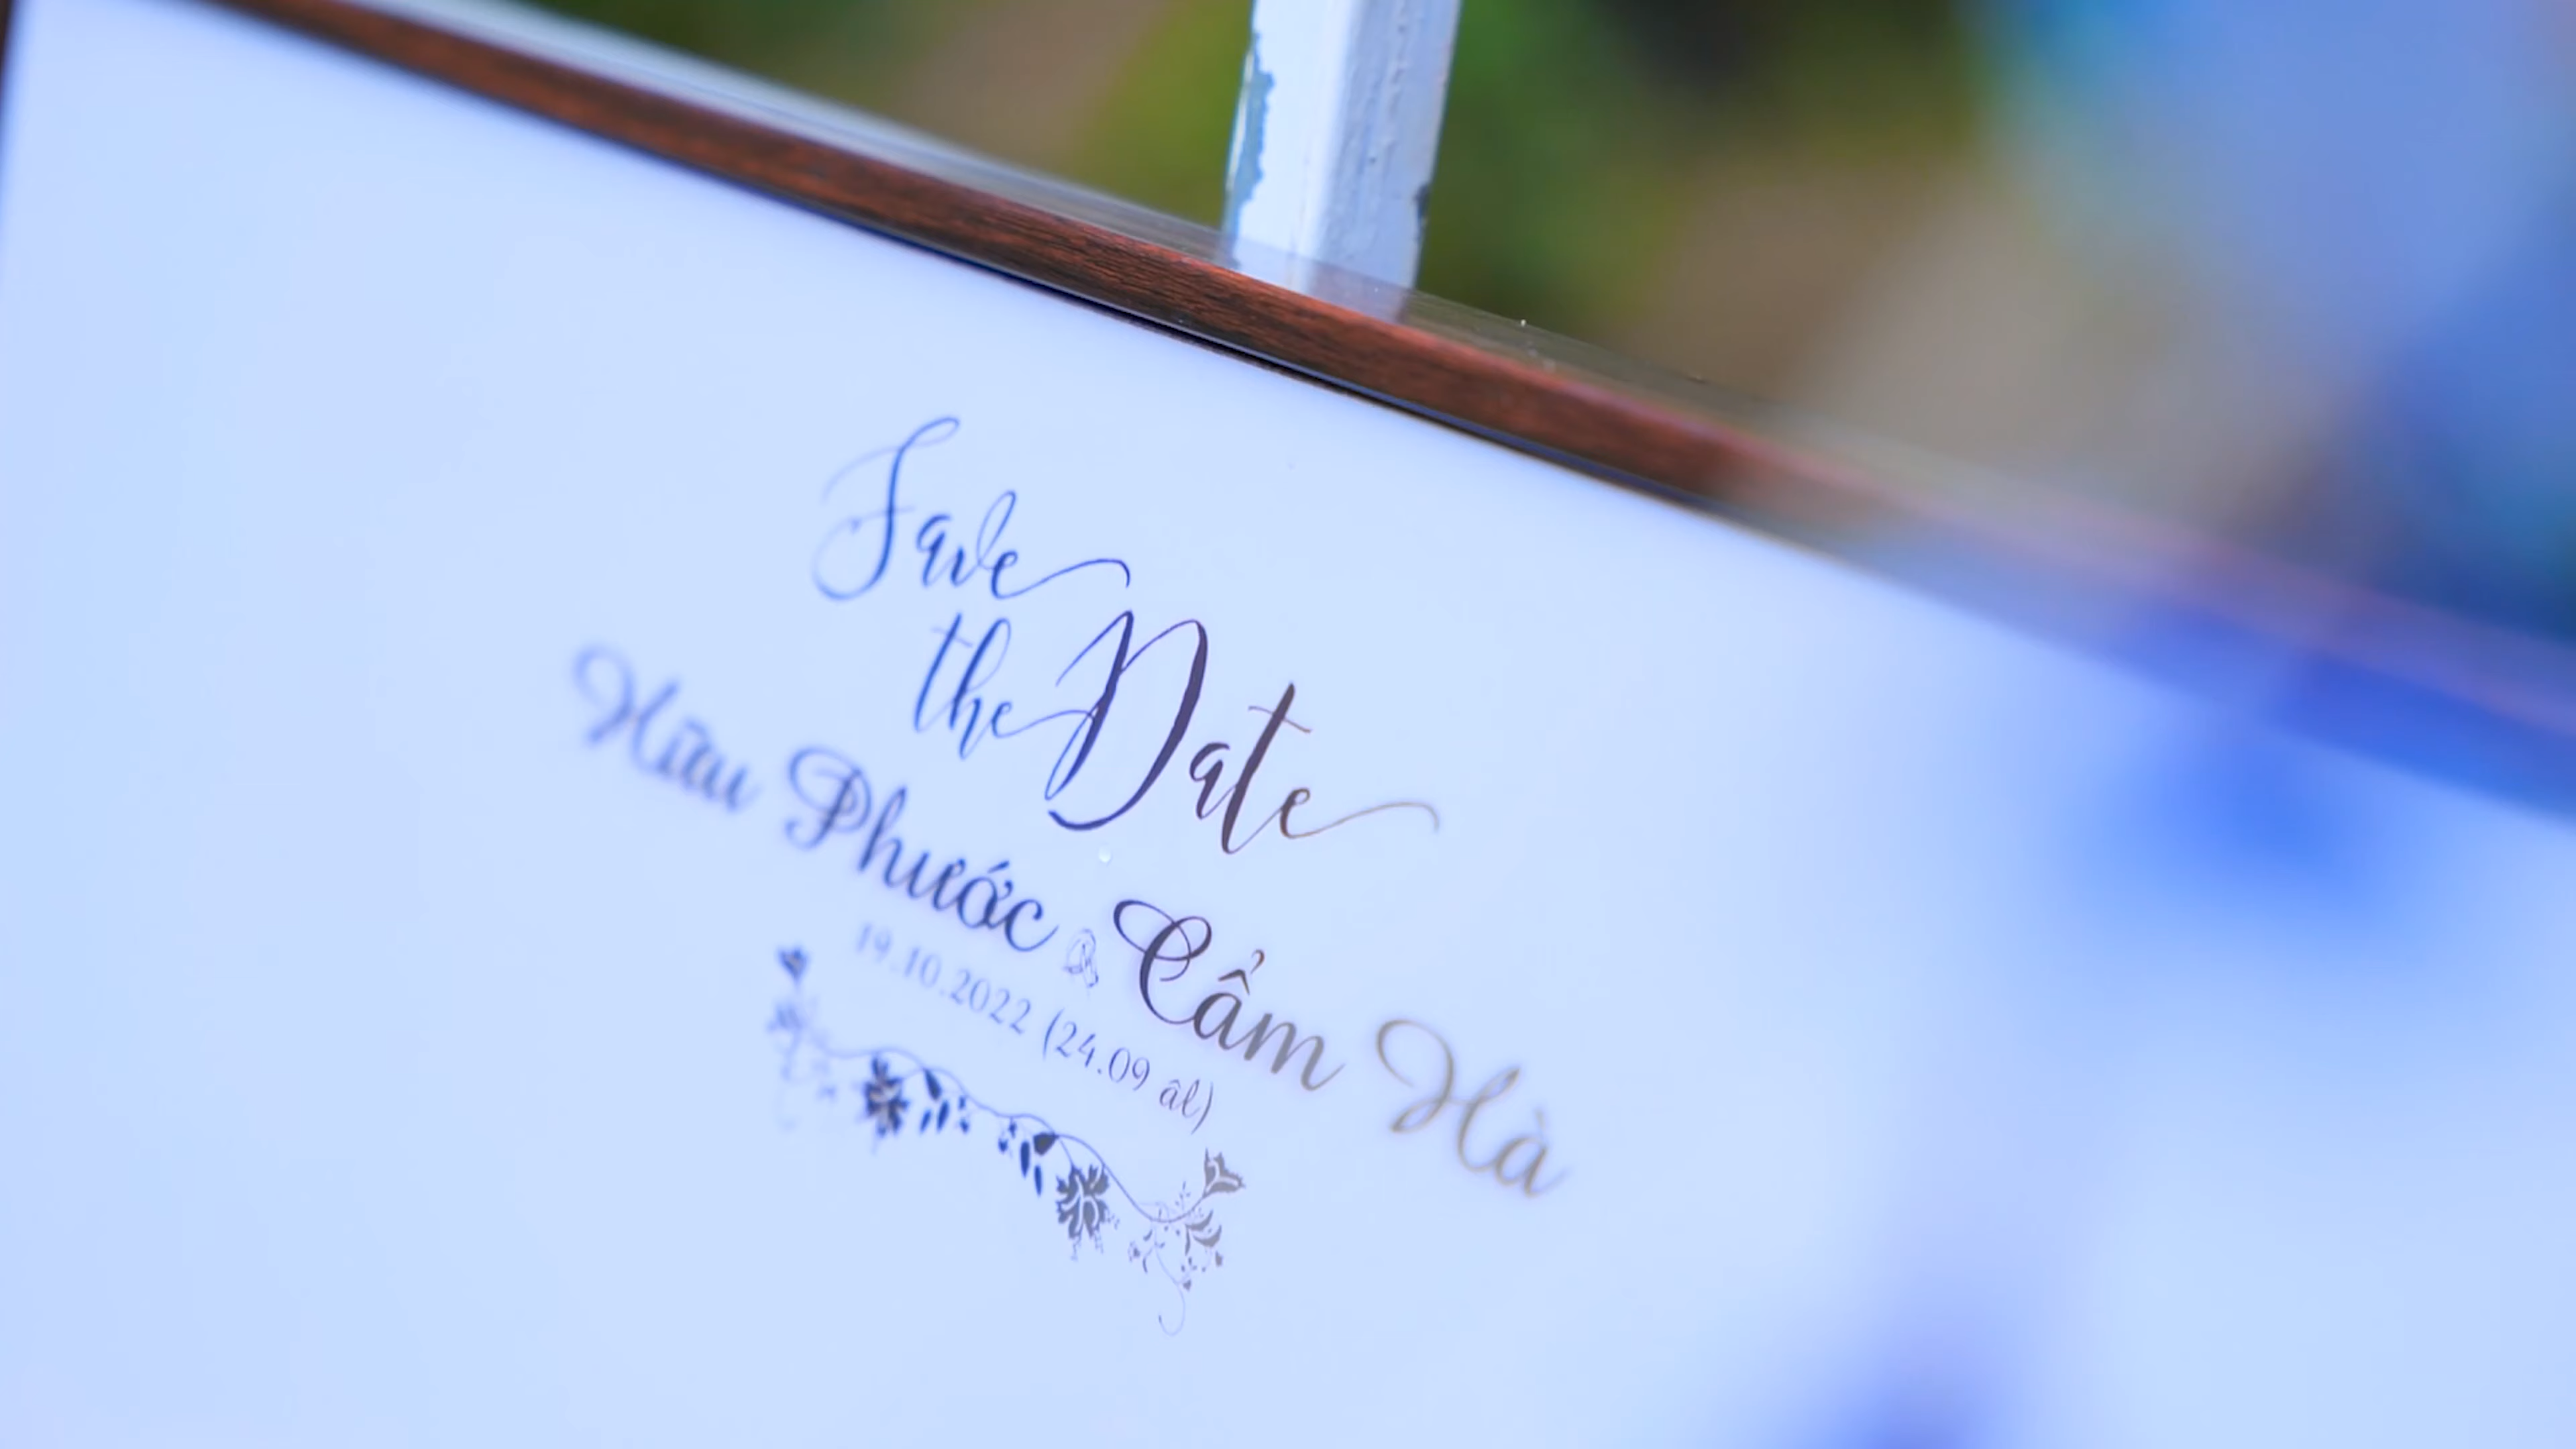 Save
the Date
Hữu Phước & Cẩm Hà
19.10.2022 (24.09 âl)